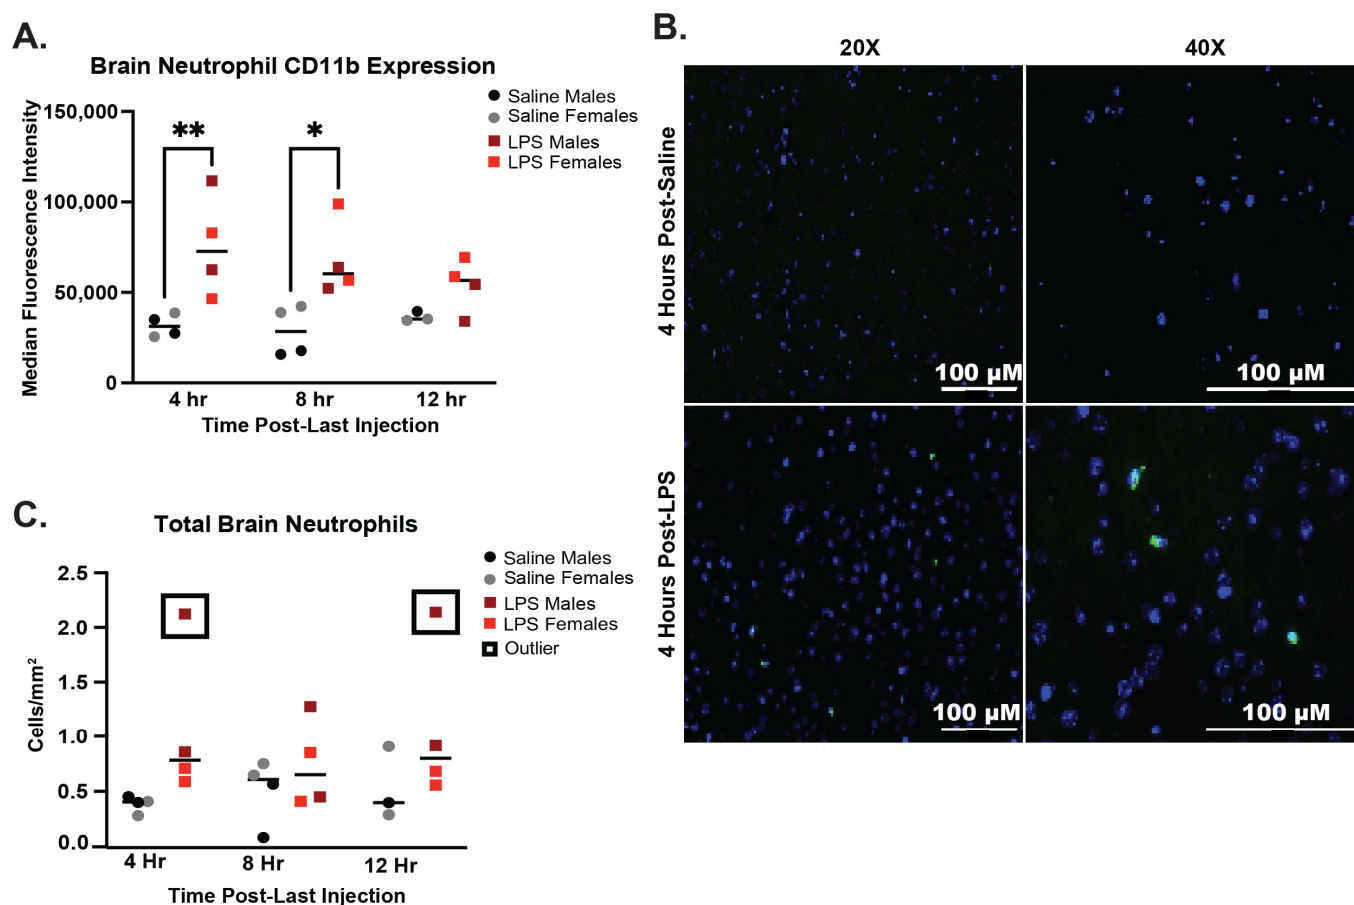 A.
Brain Neutrophil CD11b Expression
Median Fluorescence Intensity
150,000
100,000
50,000
0
**
*
4 hr
8 hr
12 hr
Time Post-Last Injection
Saline Males
Saline Females
LPS Males
LPS Females
B.
20X
40X
4 Hours Post-Saline
100 µM
100 µM
4 Hours Post-LPS
100 µM
100 µM
C.
Total Brain Neutrophils
Cells/mm²
2.5
2.0
1.5
1.0
0.5
0.0
4 Hr
8 Hr
12 Hr
Time Post-Last Injection
Saline Males
Saline Females
LPS Males
LPS Females
Outlier